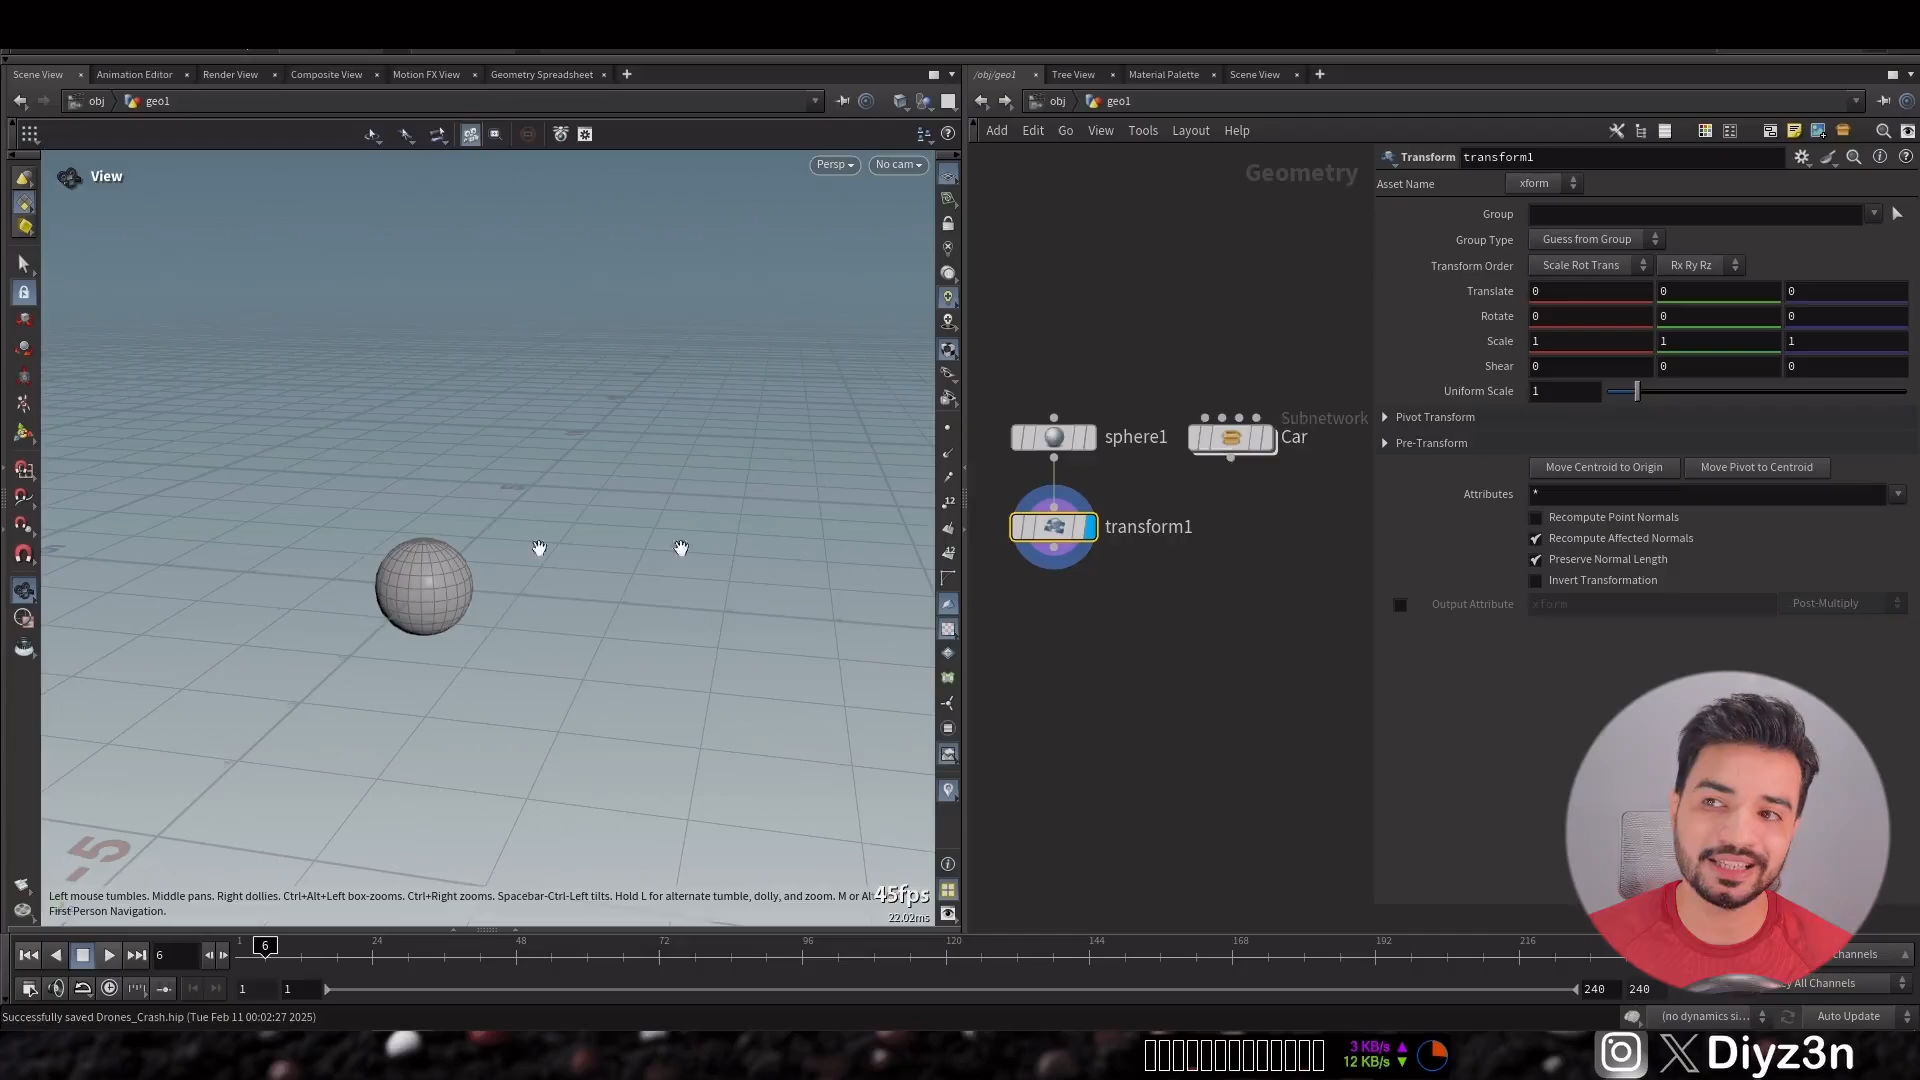 Scene View
Animation Editor
Render View
Composite View
Motion FX View
Geometry Spreadsheet
obj
geo1
View
Persp
No cam
-5
Left mouse tumbles. Middle pans. Right dollies. Ctrl+Alt+Left box-zooms. Ctrl+Right zooms. Spacebar-Ctrl-Left tilts. Hold L for alternate tumble, dolly, and zoom. M or Al
First Person Navigation.
45fps
22.02ms
/obj/geo1
Tree View
Material Palette
Scene View
obj
geo1
Add Edit Go View Tools Layout Help
Geometry
sphere1
Subnetwork
Car
transform1
Transform transform1
Asset Name xform
Group
Group Type Guess from Group
Transform Order Scale Rot Trans Rx Ry Rz
Translate 0 0 0
Rotate 0 0 0
Scale 1 1 1
Shear 0 0 0
Uniform Scale 1
Pivot Transform
Pre-Transform
Move Centroid to Origin Move Pivot to Centroid
Attributes *
Recompute Point Normals
Recompute Affected Normals
Preserve Normal Length
Invert Transformation
Output Attribute xform Post-Multiply
6 1 6 24 48 72 96 120 144 168 192 216
hannels
1 1 240 240
y All Channels
Successfully saved Drones_Crash.hip (Tue Feb 11 00:02:27 2025)
(no dynamics si...
Auto Update
3 KB/s
12 KB/s
Diyz3n